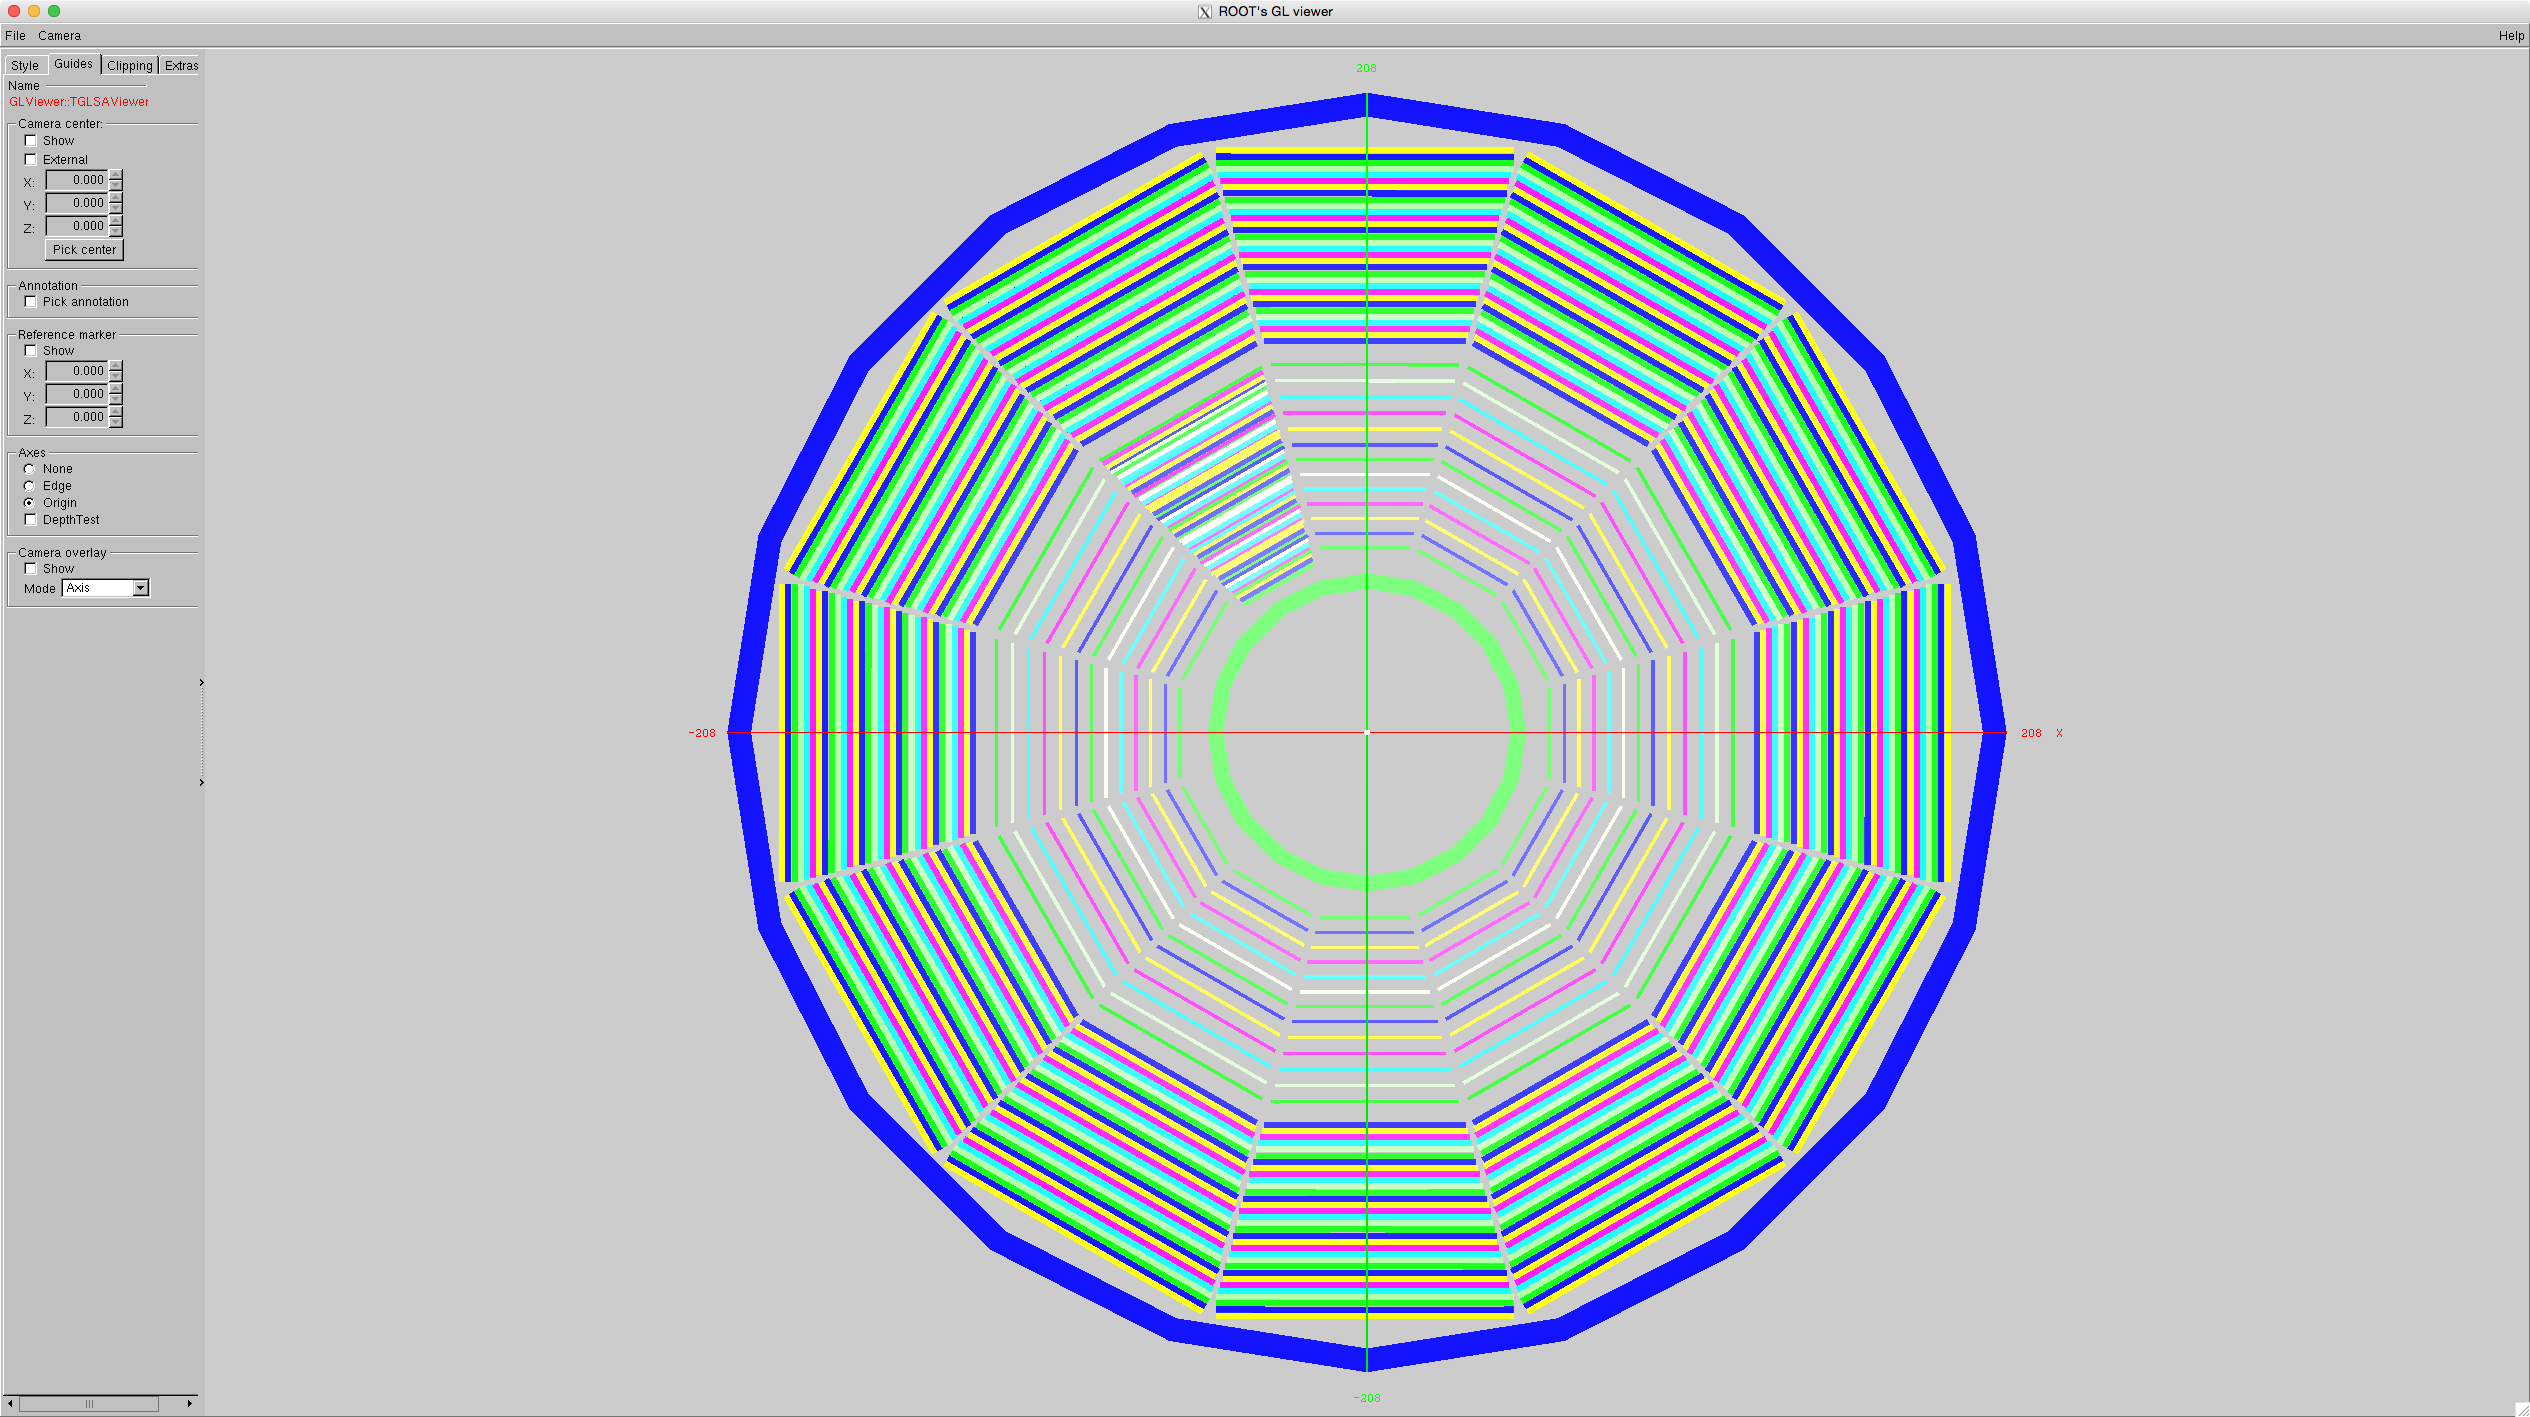 X ROOT's GL viewer
File Camera Help
Style Guides Clipping Extras
Name
GLViewer::TGLSAViewer
Camera center:
Show
External
X: 0.000
Y: 0.000
Z: 0.000
Pick center
Annotation
Pick annotation
Reference marker
Show
X: 0.000
Y: 0.000
Z: 0.000
Axes
None
Edge
Origin
DepthTest
Camera overlay
Show
Mode Axis
208
-208
208 X
-208